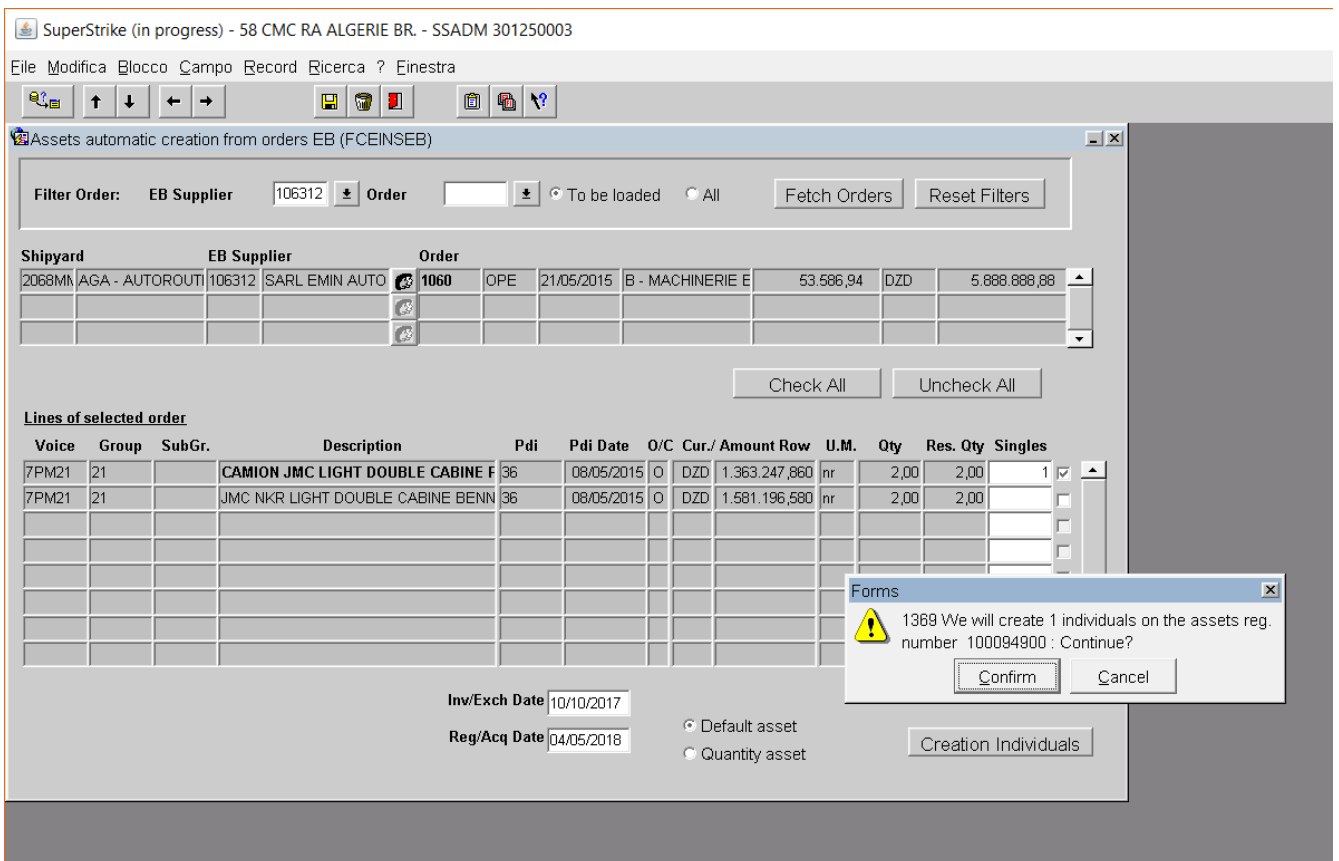 SuperStrike (in progress) - 58 CMC RA ALGERIE BR. - SSADM 301250003
File Modifica Blocco Campo Record Ricerca ? Finestra
Assets automatic creation from orders EB (FCEINSEB)
Filter Order: EB Supplier 106312 Order To be loaded All Fetch Orders Reset Filters
Shipyard EB Supplier Order
2068MN AGA - AUTOROUTI 106312 SARL EMIN AUTO 1060 OPE 21/05/2015 B - MACHINERIE E 53.586,94 DZD 5.888.888,88
Check All Uncheck All
Lines of selected order
Voice Group SubGr. Description Pdi Pdi Date O/C Cur./ Amount Row U.M. Qty Res. Qty Singles
7PM21 21 CAMION JMC LIGHT DOUBLE CABINE F 36 08/05/2015 O DZD 1.363.247,860 nr 2,00 2,00 1
7PM21 21 JMC NKR LIGHT DOUBLE CABINE BENN 36 08/05/2015 O DZD 1.581.196,580 nr 2,00 2,00
Forms
1369 We will create 1 individuals on the assets reg.
number 100094900 : Continue?
Confirm Cancel
Inv/Exch Date 10/10/2017
Default asset
Reg/Acq Date 04/05/2018
Creation Individuals
Quantity asset